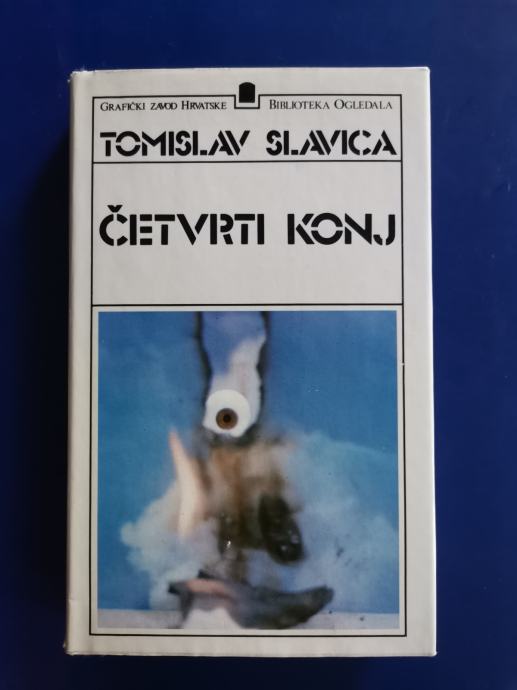 GRAFIČKI ZAVOD HRVATSKE BIBLIOTEKA OGLEDALA
TOMISLAV SLAVICA
ČETVRTI KONJ